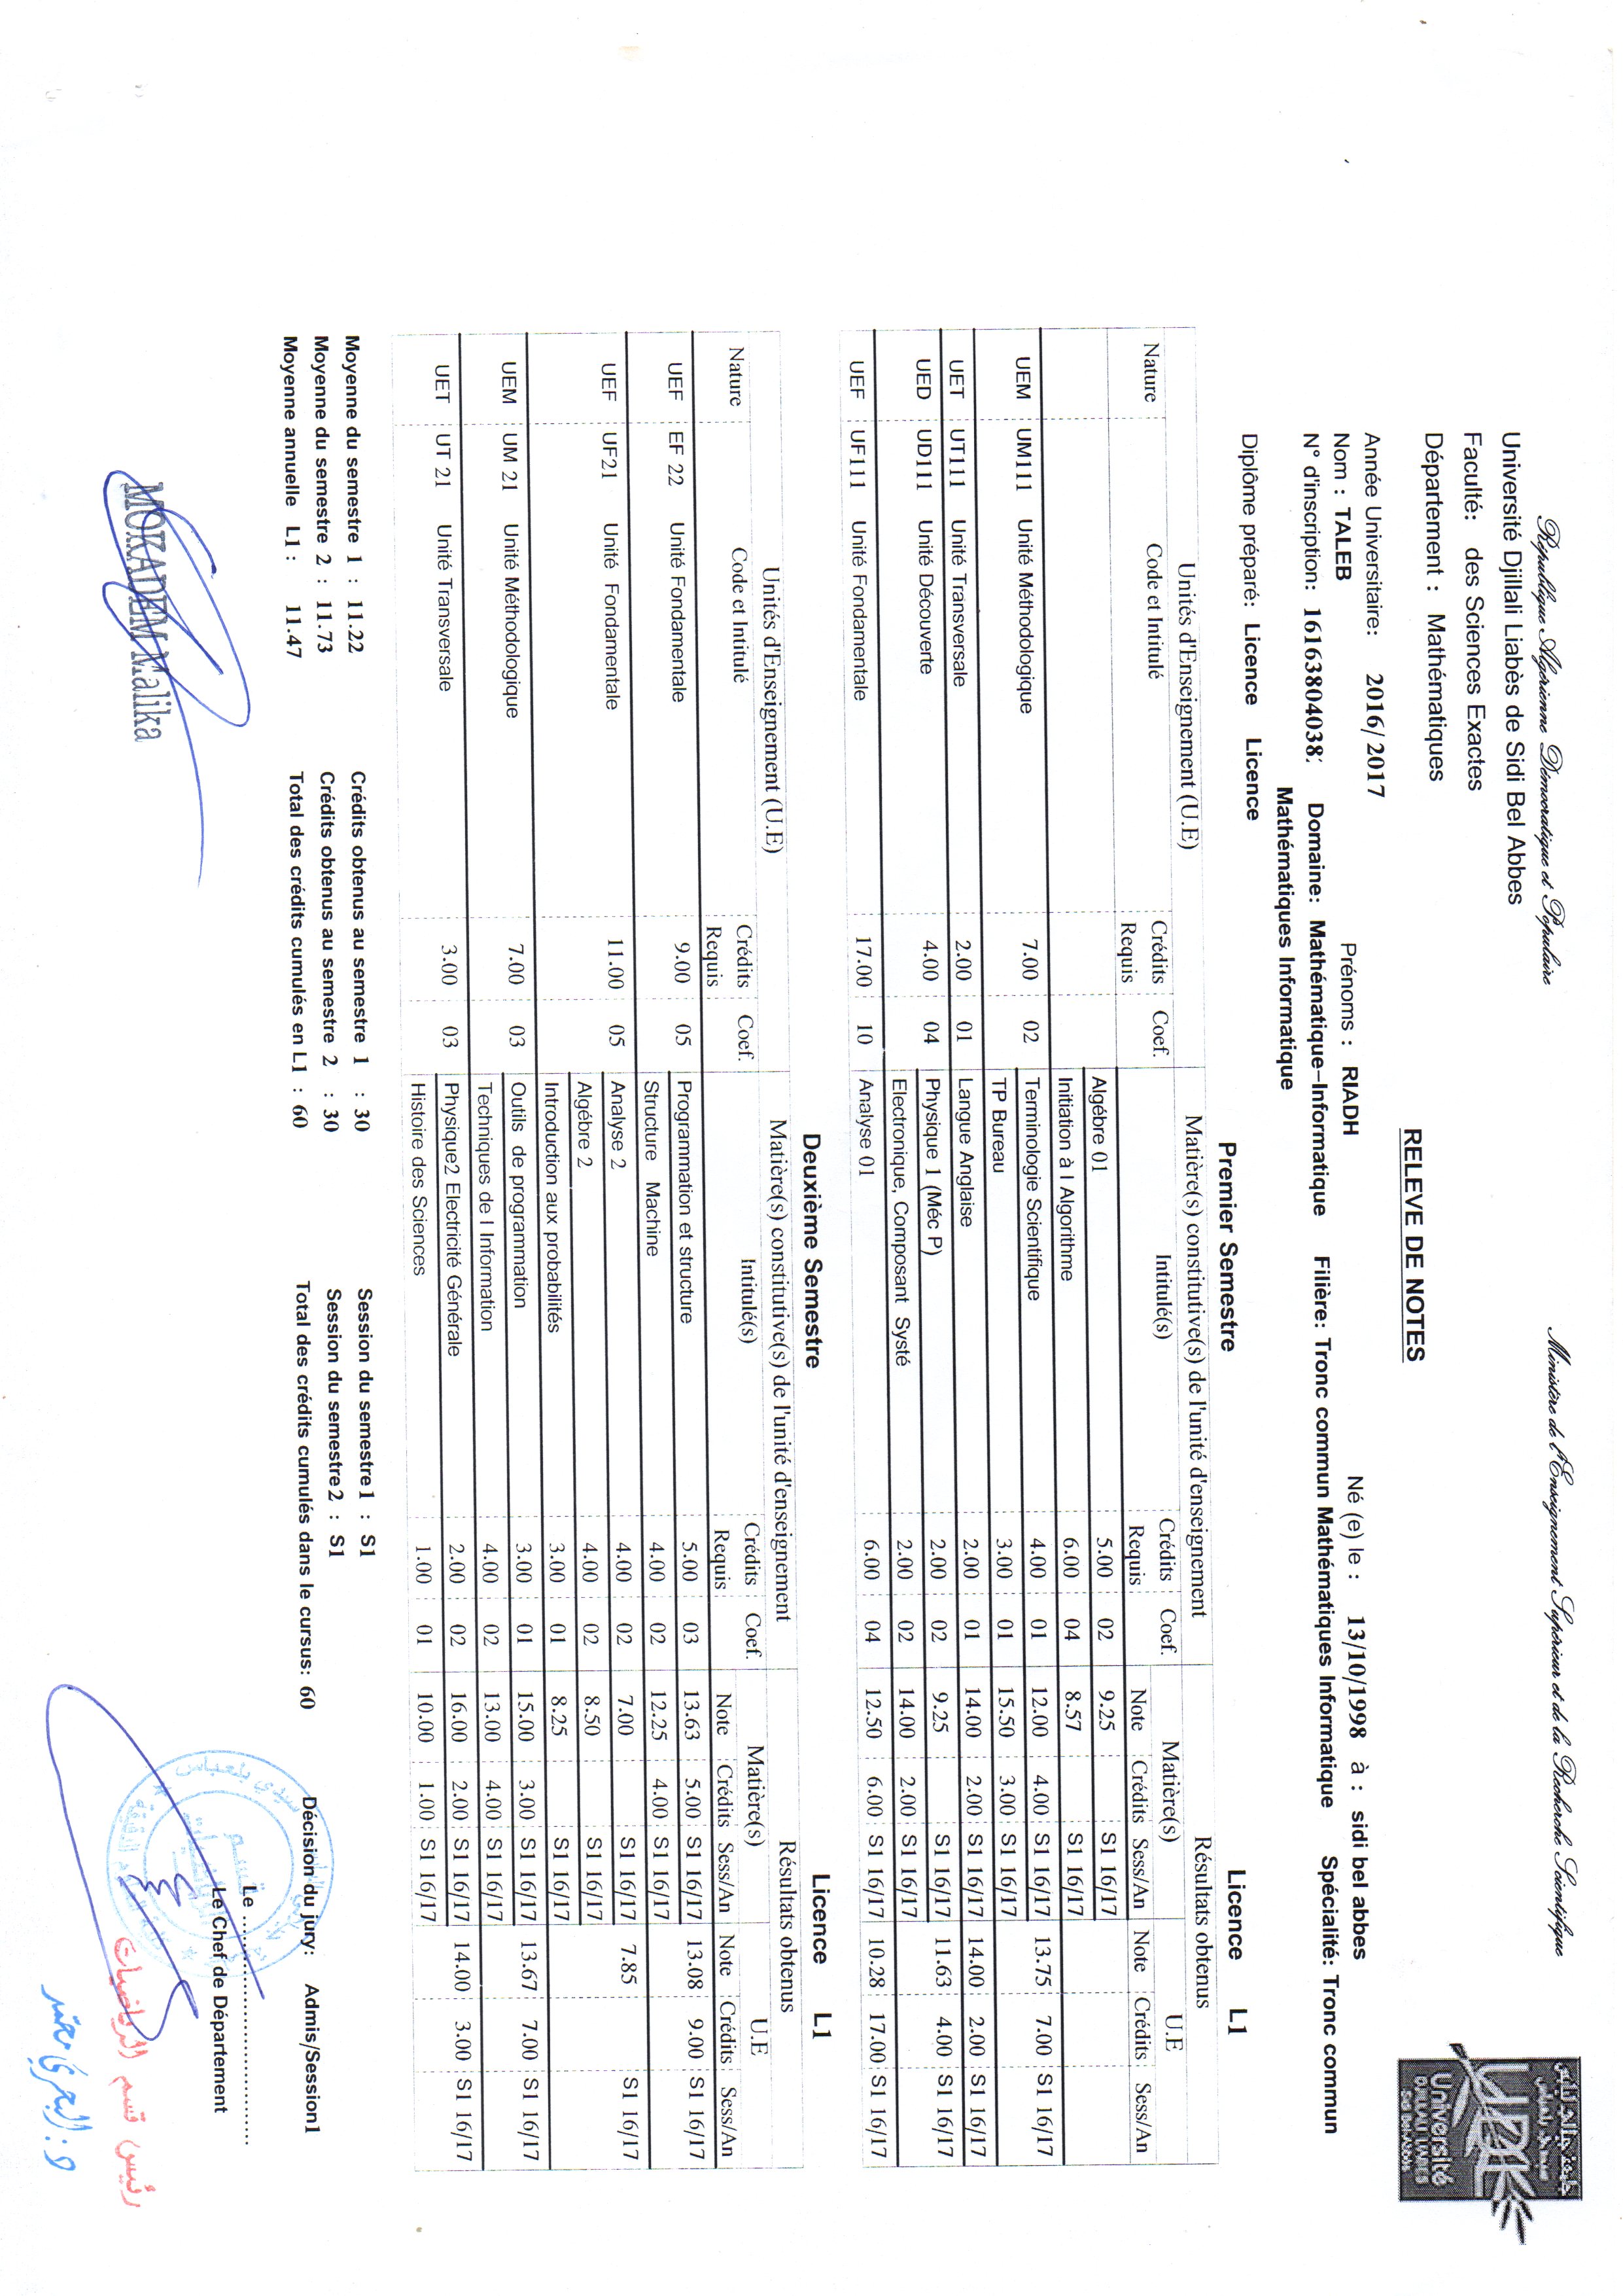 République Algérienne Démocratique et Populaire
Ministère de l'Enseignement Supérieur et de la Recherche Scientifique
Université Djillali Liabès de Sidi Bel Abbes
Faculté: des Sciences Exactes
Département : Mathématiques
Université
DJILLALI LIABES
Sidi Bel-Abbès
RELEVE DE NOTES
Année Universitaire: 2016/ 2017
Nom : TALEB Prénoms : RIADH Né (e) le : 13/10/1998 à : sidi bel abbes
N° d'inscription: Domaine: Mathématique-Informatique Filière: Tronc commun Mathématiques Informatique Spécialité: Tronc commun
Mathématiques Informatique
Diplôme préparé: Licence Licence
Premier Semestre Licence L1
Unités d'Enseignement (U.E) Matière(s) constitutive(s) de l'unité d'enseignement Résultats obtenus
Nature Code et Intitulé Crédits Coef. Intitulé(s) Crédits Coef. Matière(s) U.E
Requis Requis Note Crédits Sess/An Note Crédits Sess/An
Algébre 01 5.00 02 9.25 S1 16/17
Initiation à l Algorithme 6.00 04 8.57 S1 16/17
UEM UM111 Unité Méthodologique 7.00 02 Terminologie Scientifique 4.00 01 12.00 4.00 S1 16/17 13.75 7.00 S1 16/17
TP Bureau 3.00 01 15.50 3.00 S1 16/17
UET UT111 Unité Transversale 2.00 01 Langue Anglaise 2.00 01 14.00 2.00 S1 16/17 14.00 2.00 S1 16/17
UED UD111 Unité Découverte 4.00 04 Physique 1 (Méc P) 2.00 02 9.25 S1 16/17 11.63 4.00 S1 16/17
Electronique, Composant Systé 2.00 02 14.00 2.00 S1 16/17
UEF UF111 Unité Fondamentale 17.00 10 Analyse 01 6.00 04 12.50 6.00 S1 16/17 10.28 17.00 S1 16/17
Deuxième Semestre Licence L1
Unités d'Enseignement (U.E) Matière(s) constitutive(s) de l'unité d'enseignement Résultats obtenus
Nature Code et Intitulé Crédits Coef. Intitulé(s) Crédits Coef. Matière(s) U.E
Requis Requis Note Crédits Sess/An Note Crédits Sess/An
UEF EF 22 Unité Fondamentale 9.00 05 Programmation et structure 5.00 03 13.63 5.00 S1 16/17 13.08 9.00 S1 16/17
Structure Machine 4.00 02 12.25 4.00 S1 16/17
UEF UF21 Unité Fondamentale 11.00 05 Analyse 2 4.00 02 7.00 S1 16/17 7.85 S1 16/17
Algébre 2 4.00 02 8.50 S1 16/17
Introduction aux probabilités 3.00 01 8.25 S1 16/17
UEM UM 21 Unité Méthodologique 7.00 03 Outils de programmation 3.00 01 15.00 3.00 S1 16/17 13.67 7.00 S1 16/17
Techniques de l Information 4.00 02 13.00 4.00 S1 16/17
UET UT 21 Unité Transversale 3.00 03 Physique2 Electricité Générale 2.00 02 16.00 2.00 S1 16/17 14.00 3.00 S1 16/17
Histoire des Sciences 1.00 01 10.00 1.00 S1 16/17
Moyenne du semestre 1 : 11.22 Crédits obtenus au semestre 1 : 30 Session du semestre 1 : S1
Moyenne du semestre 2 : 11.73 Crédits obtenus au semestre 2 : 30 Session du semestre 2 : S1
Moyenne annuelle L1 : 11.47 Total des crédits cumulés en L1 : 60 Total des crédits cumulés dans le cursus: 60 Décision du jury: Admis/Session1
Le ...................................
Le Chef de Département
قسم
الرياضيات
MOKADEM Malika
رئيس قسم الرياضيات
د: البحري محمد